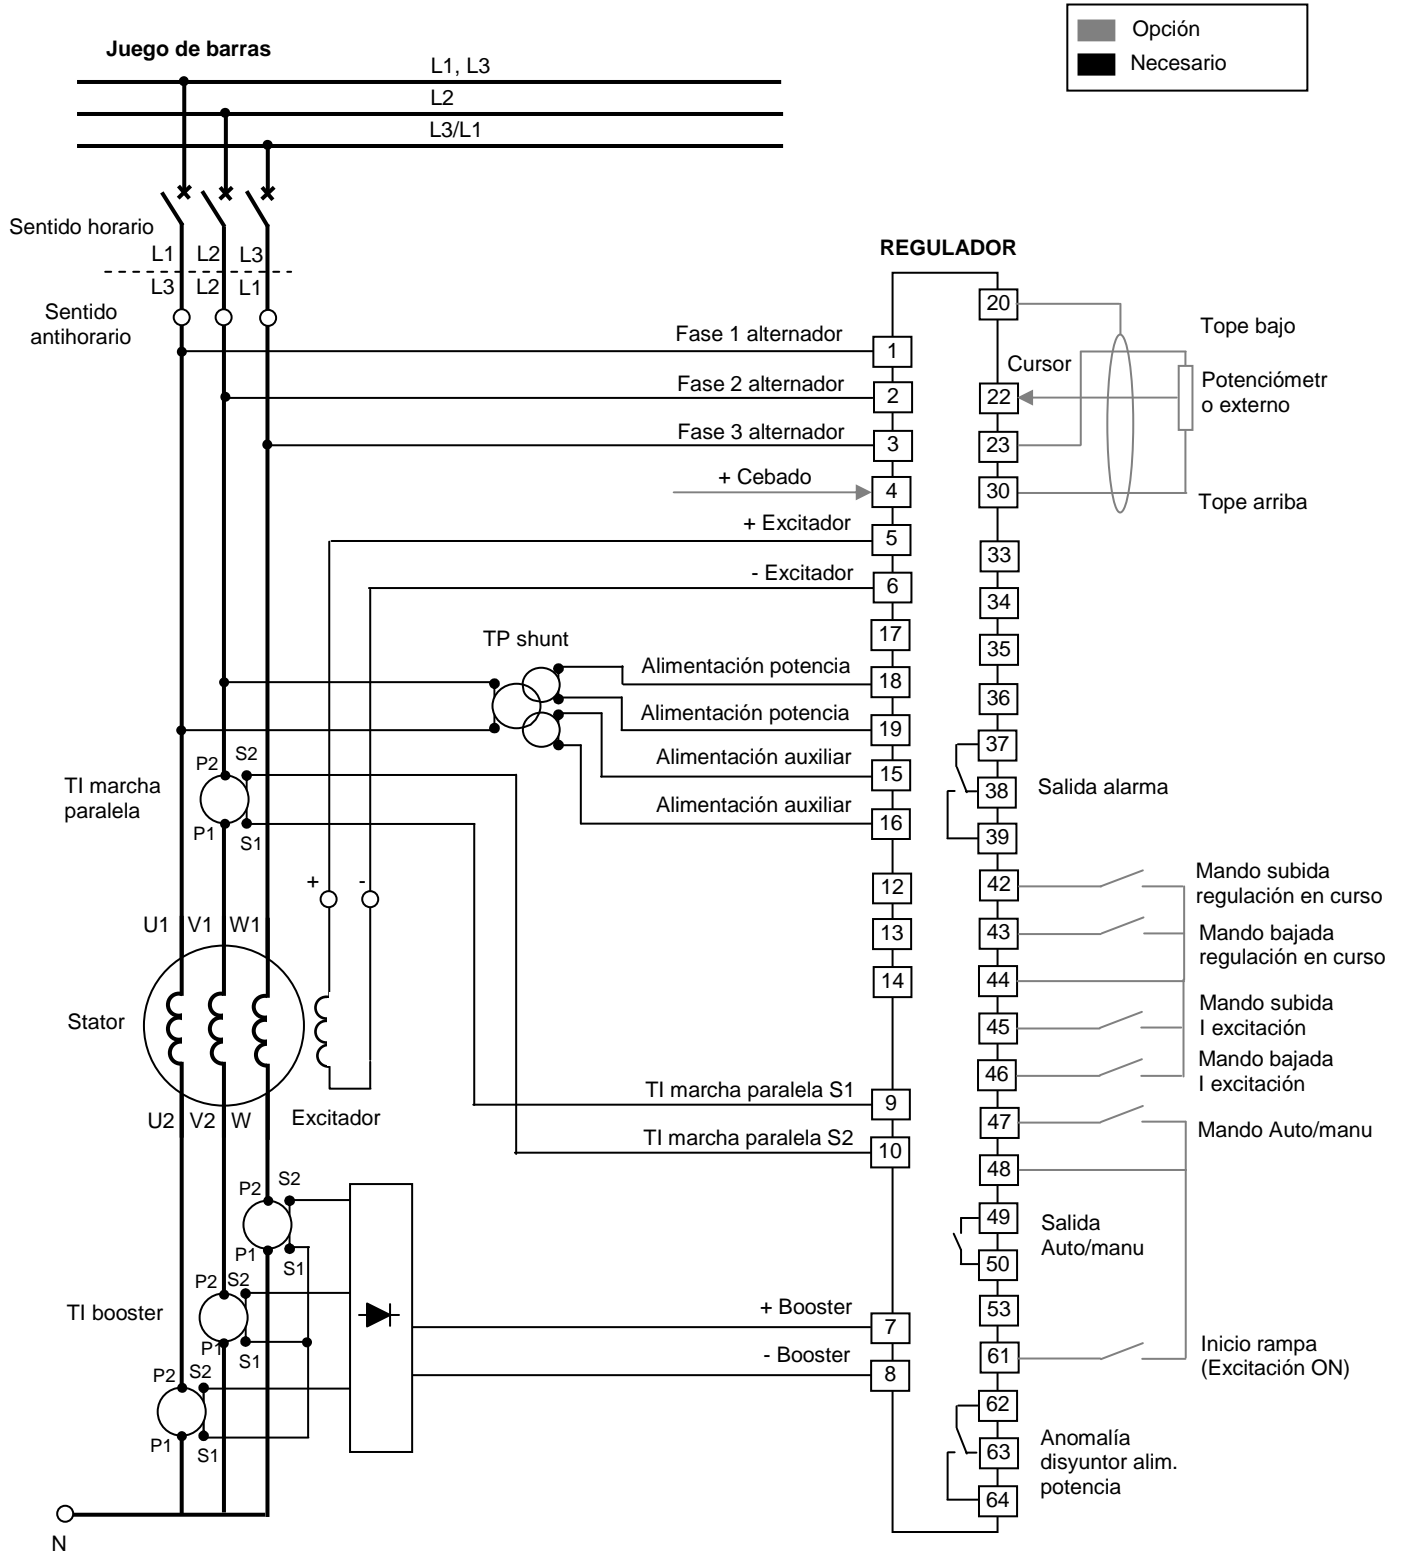 Opción
Necesario
Juego de barras
L1, L3
L2
L3/L1
Sentido horario
L1 L2 L3
L3 L2 L1
Sentido
antihorario
REGULADOR
Fase 1 alternador
1
Fase 2 alternador
2
Fase 3 alternador
3
+ Cebado
4
+ Excitador
5
- Excitador
6
17
TP shunt
Alimentación potencia
18
Alimentación potencia
19
Alimentación auxiliar
15
Alimentación auxiliar
16
12
13
14
TI marcha
paralela
P2
S2
P1
S1
+ -
U1 V1 W1
Stator
U2 V2 W
Excitador
TI marcha paralela S1
9
TI marcha paralela S2
10
P2
S2
P1
S1
TI booster
P2
S2
P1
S1
P2
S2
P1
S1
+ Booster
7
- Booster
8
N
20
Tope bajo
Cursor
22
Potenciómetr
o externo
23
30
Tope arriba
33
34
35
36
37
38
Salida alarma
39
42
Mando subida
regulación en curso
43
Mando bajada
regulación en curso
44
45
Mando subida
I excitación
46
Mando bajada
I excitación
47
Mando Auto/manu
48
49
Salida
Auto/manu
50
53
61
Inicio rampa
(Excitación ON)
62
63
Anomalía
disyuntor alim.
potencia
64